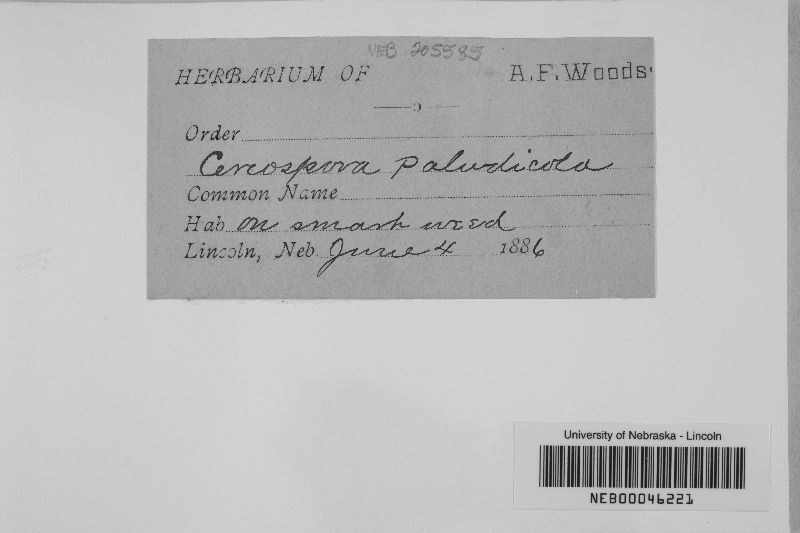 NEB 205585
HERBARIUM OF A.F.Woods.
Order
Cercospora paludicola
Common Name
Hab on smart weed
Lincoln, Neb. June 4 1886
University of Nebraska - Lincoln
NEB00046221